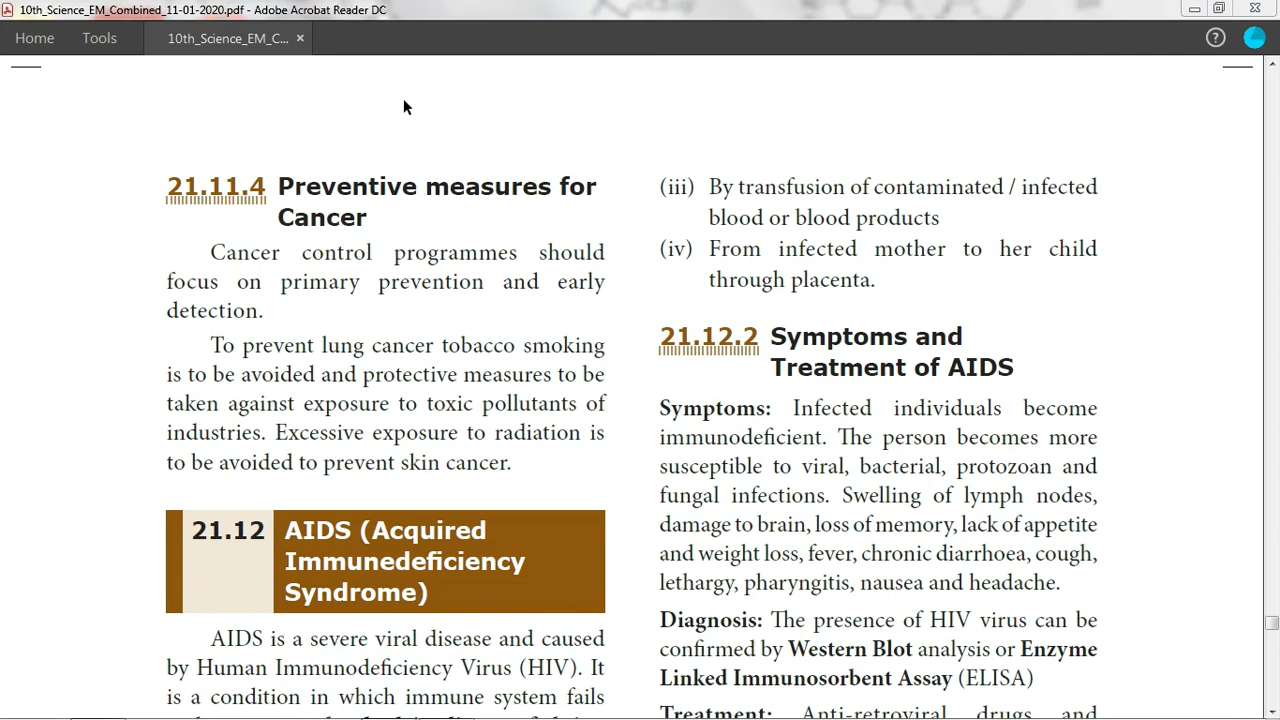 10th_Science_EM_Combined_11-01-2020.pdf - Adobe Acrobat Reader DC
Home
Tools
10th_Science_EM_C... ×
21.11.4 Preventive measures for
Cancer
Cancer control programmes should
focus on primary prevention and early
detection.
To prevent lung cancer tobacco smoking
is to be avoided and protective measures to be
taken against exposure to toxic pollutants of
industries. Excessive exposure to radiation is
to be avoided to prevent skin cancer.
21.12 AIDS (Acquired
Immunedeficiency
Syndrome)
AIDS is a severe viral disease and caused
by Human Immunodeficiency Virus (HIV). It
is a condition in which immune system fails
(iii) By transfusion of contaminated / infected
blood or blood products
(iv) From infected mother to her child
through placenta.
21.12.2 Symptoms and
Treatment of AIDS
Symptoms: Infected individuals become
immunodeficient. The person becomes more
susceptible to viral, bacterial, protozoan and
fungal infections. Swelling of lymph nodes,
damage to brain, loss of memory, lack of appetite
and weight loss, fever, chronic diarrhoea, cough,
lethargy, pharyngitis, nausea and headache.
Diagnosis: The presence of HIV virus can be
confirmed by Western Blot analysis or Enzyme
Linked Immunosorbent Assay (ELISA)
Treatment: Anti-retroviral drugs and